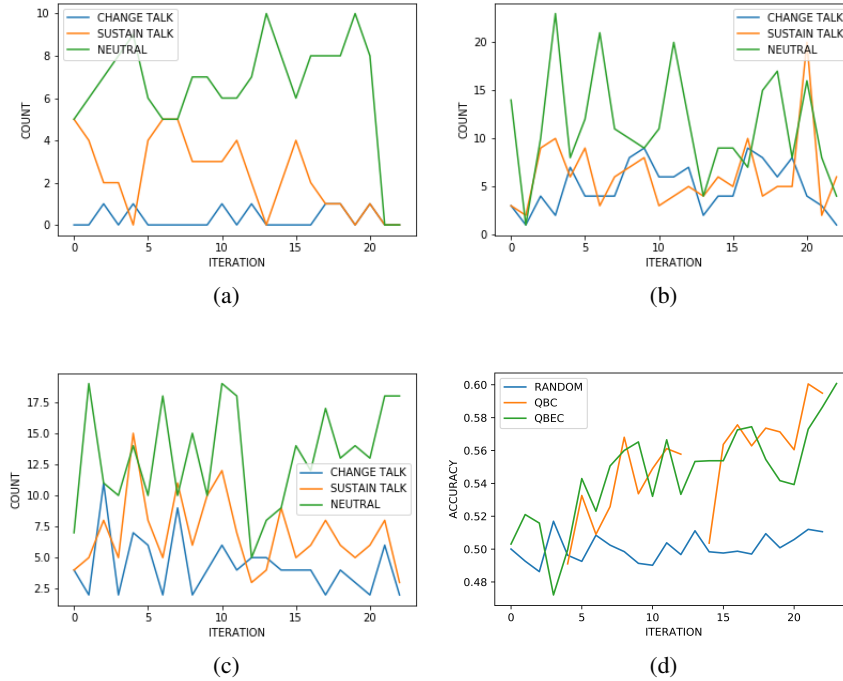 10
8
6
4
2
0
COUNT
CHANGE TALK
SUSTAIN TALK
NEUTRAL
0 5 10 15 20
ITERATION
(a)
20
15
10
5
0
COUNT
CHANGE TALK
SUSTAIN TALK
NEUTRAL
0 5 10 15 20
ITERATION
(b)
17.5
15.0
12.5
10.0
7.5
5.0
2.5
COUNT
CHANGE TALK
SUSTAIN TALK
NEUTRAL
0 5 10 15 20
ITERATION
(c)
0.60
0.58
0.56
0.54
0.52
0.50
0.48
ACCURACY
RANDOM
QBC
QBEC
0 5 10 15 20
ITERATION
(d)